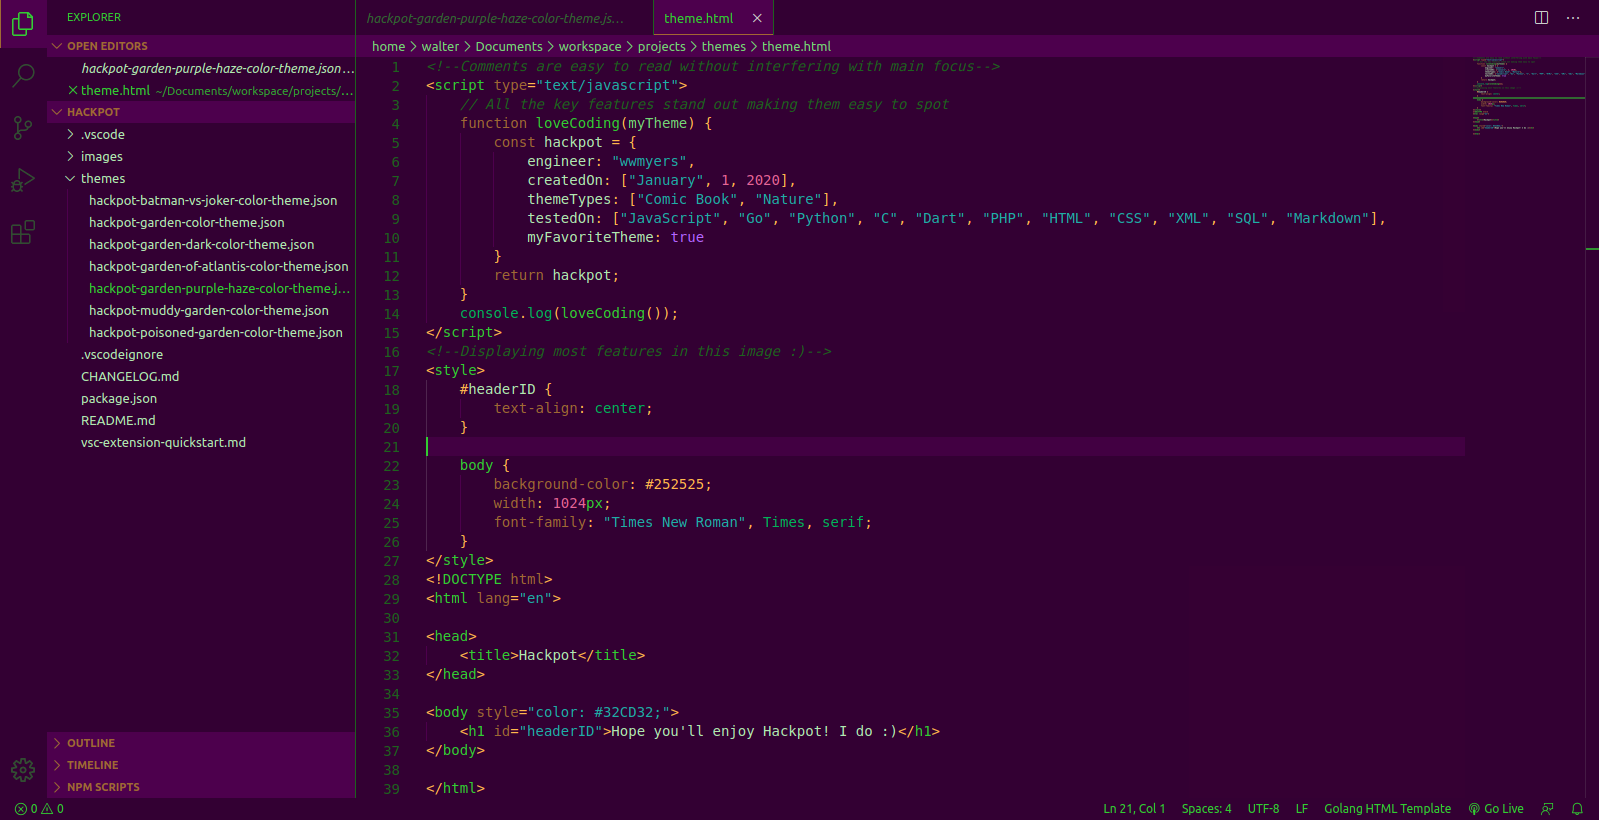 EXPLORER
OPEN EDITORS
hackpot-garden-purple-haze-color-theme.json...
theme.html ~/Documents/workspace/projects/...
HACKPOT
.vscode
images
themes
hackpot-batman-vs-joker-color-theme.json
hackpot-garden-color-theme.json
hackpot-garden-dark-color-theme.json
hackpot-garden-of-atlantis-color-theme.json
hackpot-garden-purple-haze-color-theme.j...
hackpot-muddy-garden-color-theme.json
hackpot-poisoned-garden-color-theme.json
.vscodeignore
CHANGELOG.md
package.json
README.md
vsc-extension-quickstart.md
OUTLINE
TIMELINE
NPM SCRIPTS
hackpot-garden-purple-haze-color-theme.js... theme.html
home > walter > Documents > workspace > projects > themes > theme.html
1 <!--Comments are easy to read without interfering with main focus-->
2 <script type="text/javascript">
3     // All the key features stand out making them easy to spot
4     function loveCoding(myTheme) {
5         const hackpot = {
6             engineer: "wwmyers",
7             createdOn: ["January", 1, 2020],
8             themeTypes: ["Comic Book", "Nature"],
9             testedOn: ["JavaScript", "Go", "Python", "C", "Dart", "PHP", "HTML", "CSS", "XML", "SQL", "Markdown"],
10             myFavoriteTheme: true
11         }
12         return hackpot;
13     }
14     console.log(loveCoding());
15 </script>
16 <!--Displaying most features in this image :)-->
17 <style>
18     #headerID {
19         text-align: center;
20     }
21
22     body {
23         background-color: #252525;
24         width: 1024px;
25         font-family: "Times New Roman", Times, serif;
26     }
27 </style>
28 <!DOCTYPE html>
29 <html lang="en">
30
31 <head>
32     <title>Hackpot</title>
33 </head>
34
35 <body style="color: #32CD32;">
36     <h1 id="headerID">Hope you'll enjoy Hackpot! I do :)</h1>
37 </body>
38
39 </html>
0 0 Ln 21, Col 1 Spaces: 4 UTF-8 LF Golang HTML Template Go Live